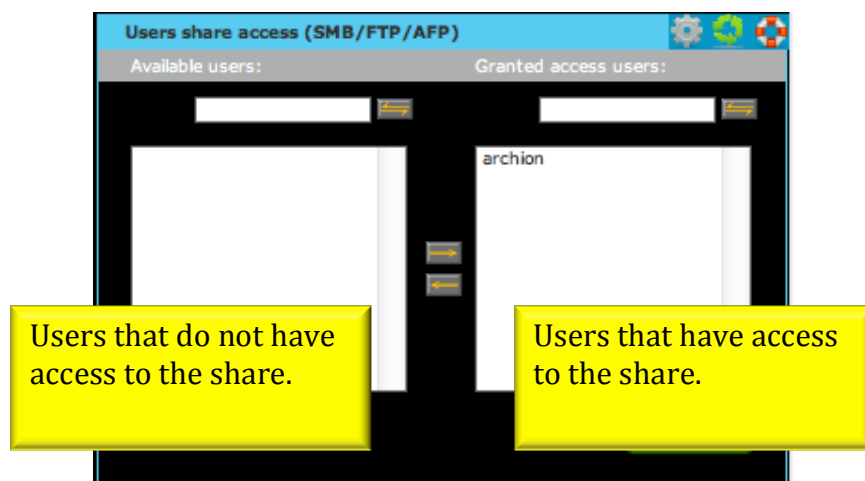 Users share access (SMB/FTP/AFP)
Available users:
Granted access users:
archion
Users that do not have
access to the share.
Users that have access
to the share.